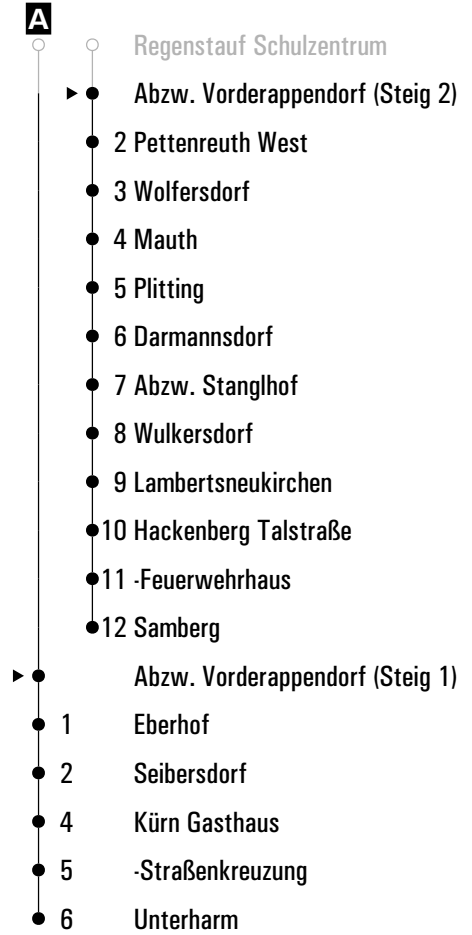 A
Regenstauf Schulzentrum
Abzw. Vorderappendorf (Steig 2)
2 Pettenreuth West
3 Wolfersdorf
4 Mauth
5 Plitting
6 Darmannsdorf
7 Abzw. Stanglhof
8 Wulkersdorf
9 Lambertsneukirchen
10 Hackenberg Talstraße
11 -Feuerwehrhaus
12 Samberg
Abzw. Vorderappendorf (Steig 1)
1 Eberhof
2 Seibersdorf
4 Kürn Gasthaus
5 -Straßenkreuzung
6 Unterharm